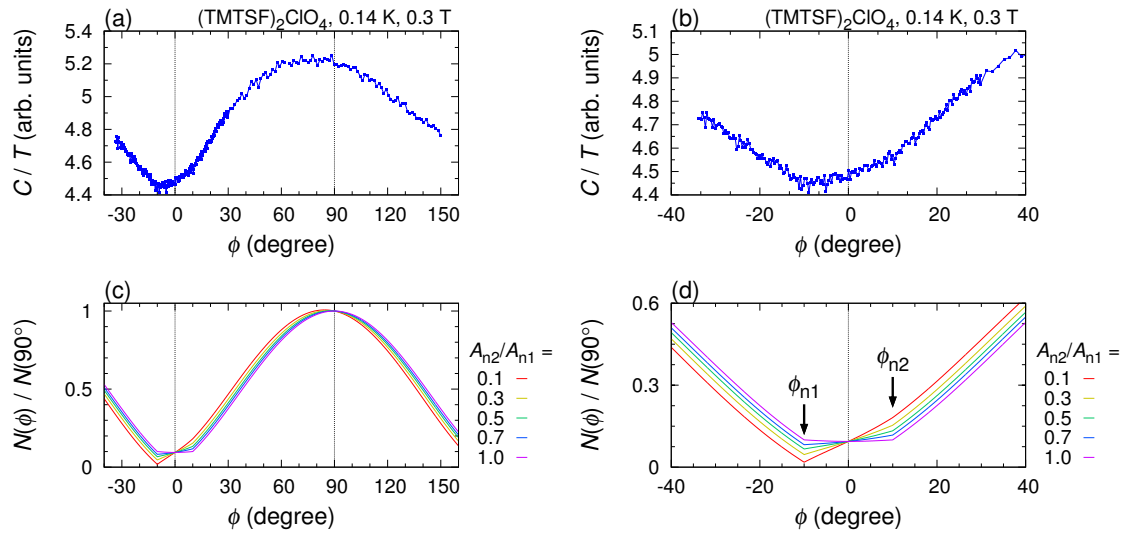 (a) (TMTSF)2ClO4, 0.14 K, 0.3 T
C / T (arb. units)
5.4
5.2
5
4.8
4.6
4.4
-30 0 30 60 90 120 150
ϕ (degree)
(b) (TMTSF)2ClO4, 0.14 K, 0.3 T
C / T (arb. units)
5.1
5
4.9
4.8
4.7
4.6
4.5
4.4
-40 -20 0 20 40
ϕ (degree)
(c)
N(ϕ) / N(90°)
1
0.5
0
-30 0 30 60 90 120 150
ϕ (degree)
An2/An1 =
0.1
0.3
0.5
0.7
1.0
(d)
N(ϕ) / N(90°)
0.6
0.3
0
ϕn1
ϕn2
-40 -20 0 20 40
ϕ (degree)
An2/An1 =
0.1
0.3
0.5
0.7
1.0